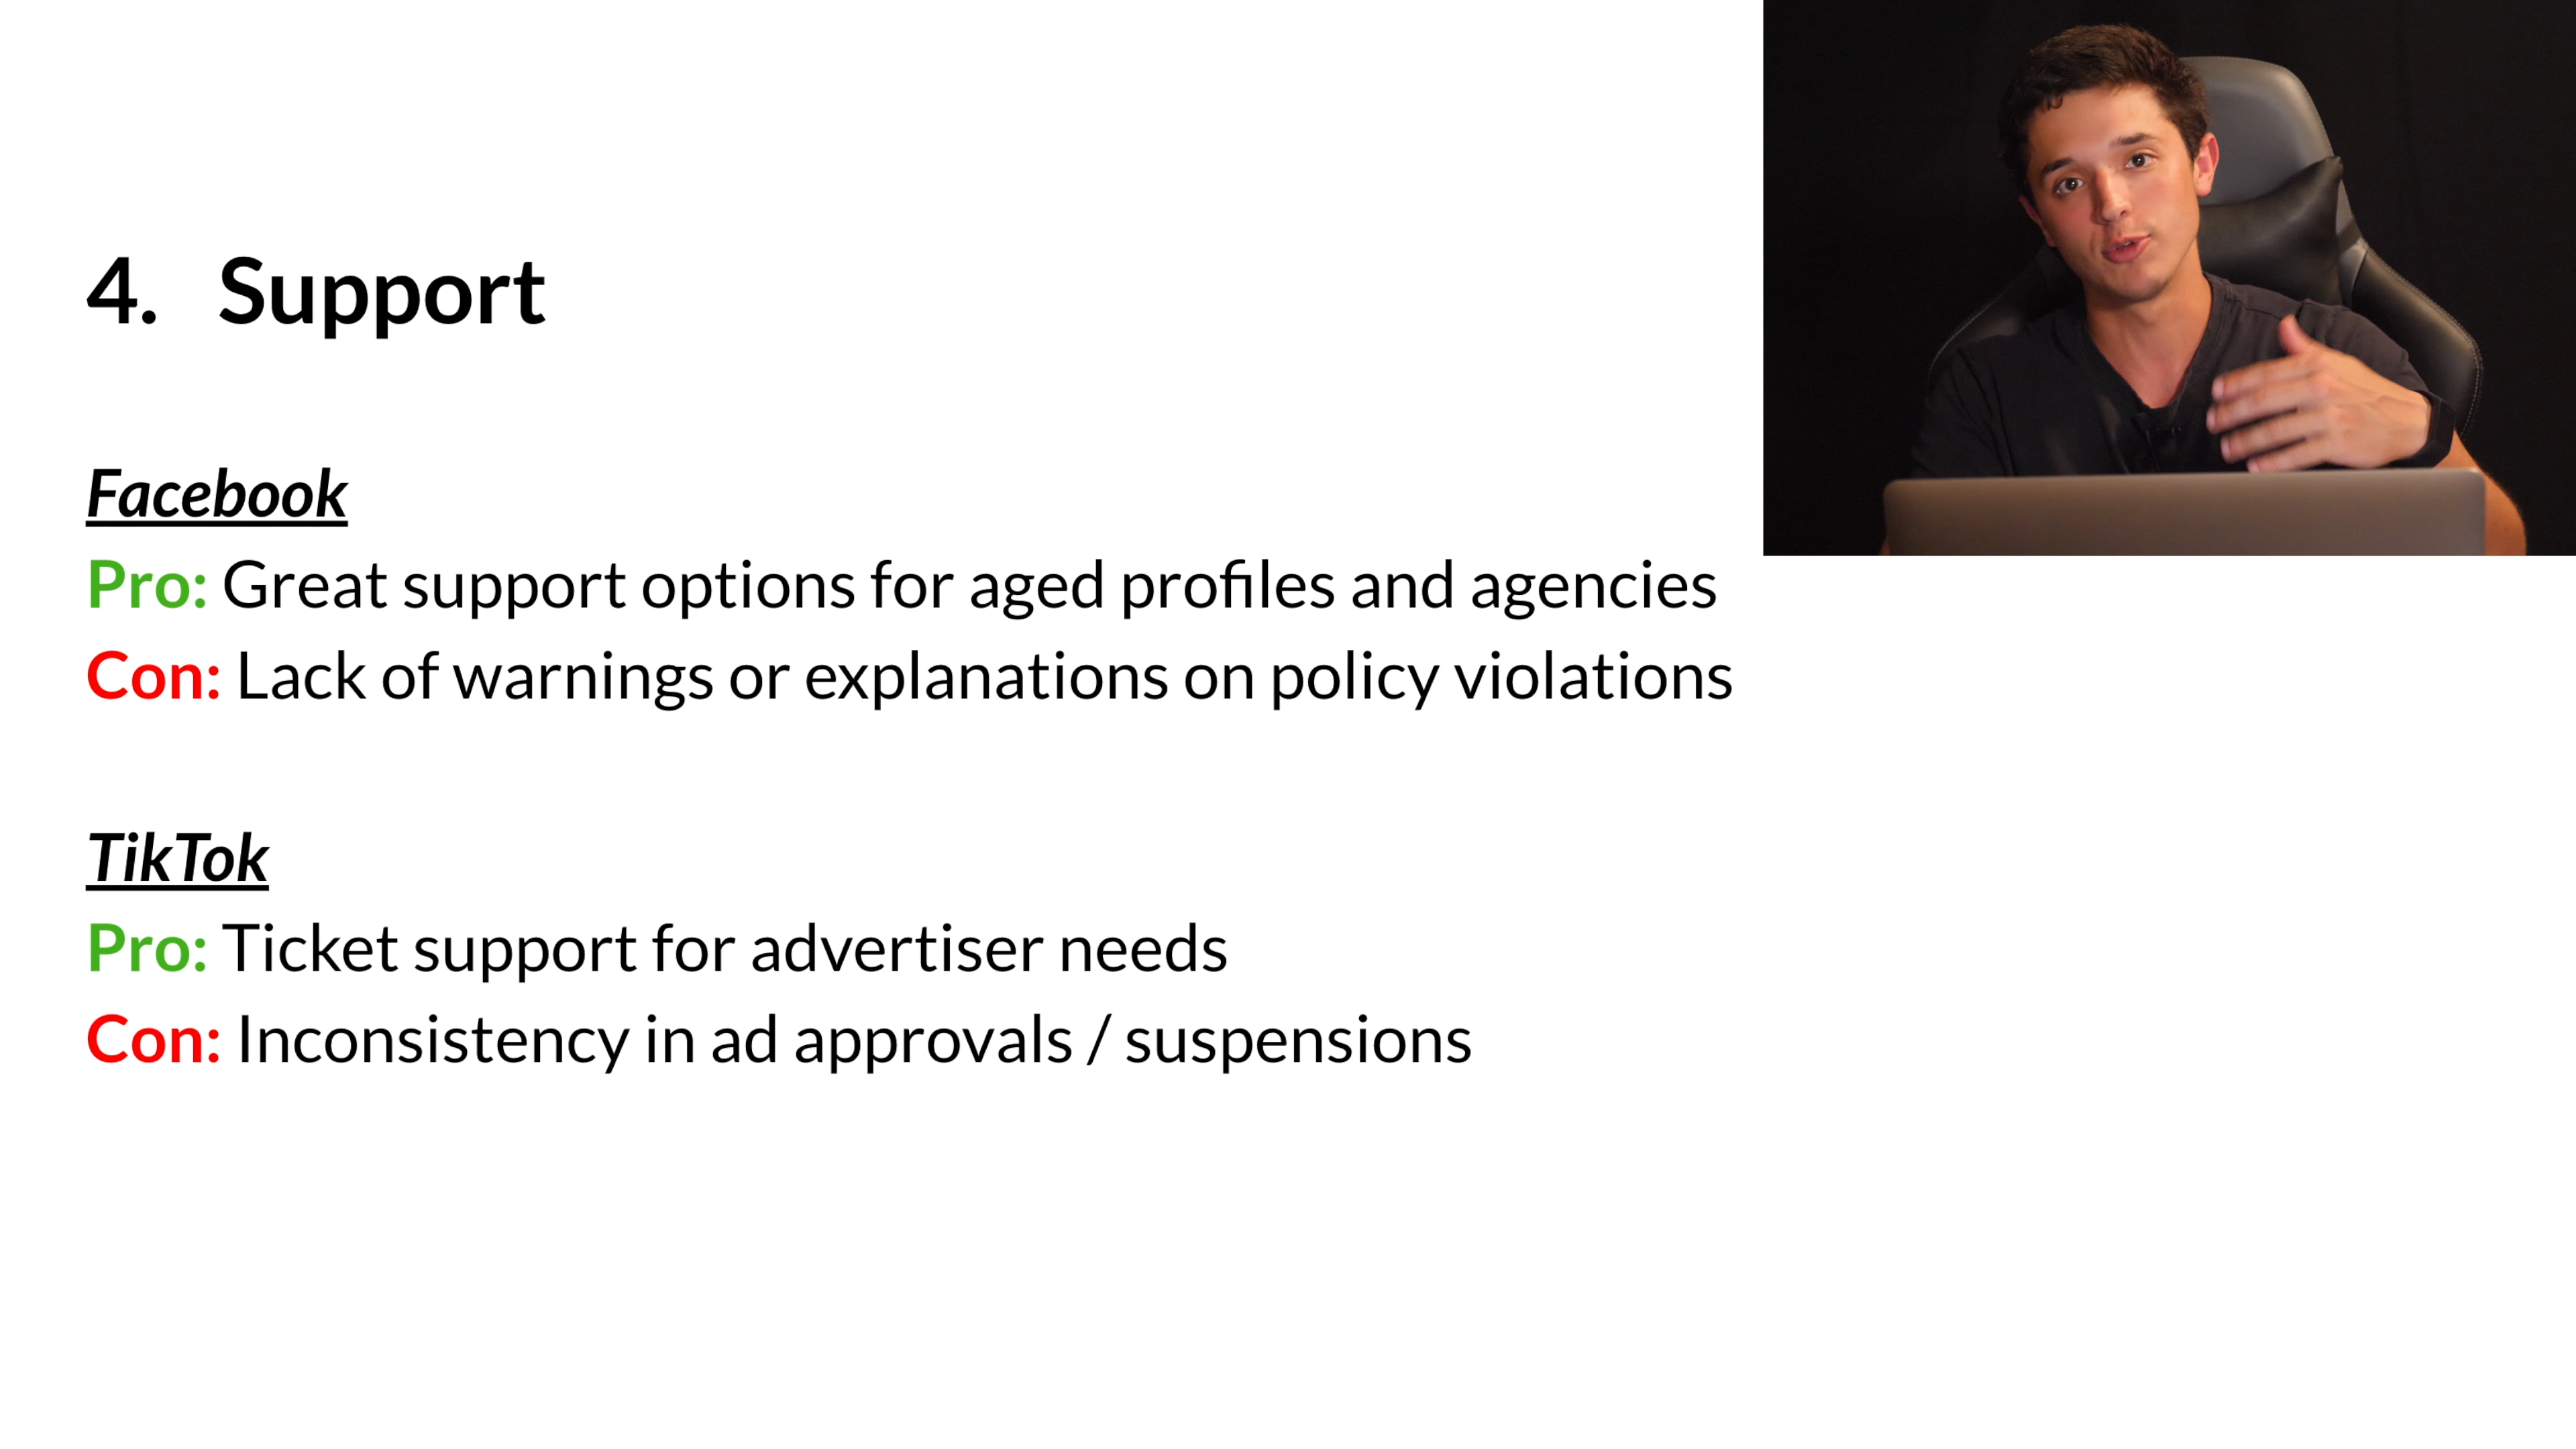 4. Support
Facebook
Pro: Great support options for aged profiles and agencies
Con: Lack of warnings or explanations on policy violations
TikTok
Pro: Ticket support for advertiser needs
Con: Inconsistency in ad approvals / suspensions